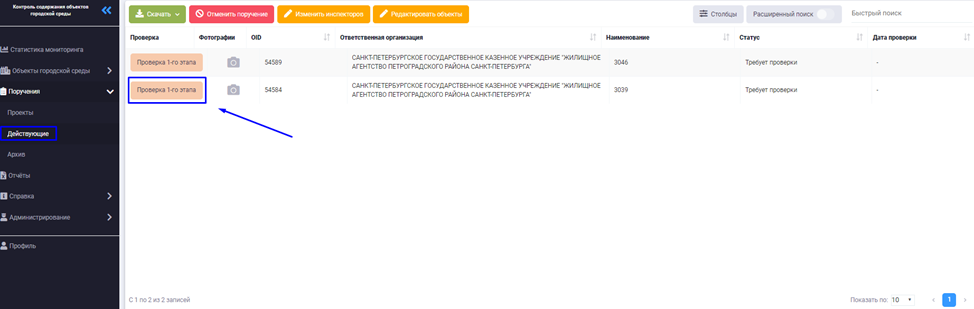 Контроль содержания объектов
городской среды
Статистика мониторинга
Объекты городской среды
Поручения
Проекты
Действующие
Архив
Отчёты
Справка
Администрирование
Профиль
Скачать
Отменить поручение
Изменить инспекторов
Редактировать объекты
Столбцы
Расширенный поиск
Быстрый поиск
Проверка Фотографии OID Ответственная организация Наименование Статус Дата проверки
Проверка 1-го этапа 54589 САНКТ-ПЕТЕРБУРГСКОЕ ГОСУДАРСТВЕННОЕ КАЗЕННОЕ УЧРЕЖДЕНИЕ "ЖИЛИЩНОЕ
АГЕНТСТВО ПЕТРОГРАДСКОГО РАЙОНА САНКТ-ПЕТЕРБУРГА" 3046 Требует проверки -
Проверка 1-го этапа 54584 САНКТ-ПЕТЕРБУРГСКОЕ ГОСУДАРСТВЕННОЕ КАЗЕННОЕ УЧРЕЖДЕНИЕ "ЖИЛИЩНОЕ
АГЕНТСТВО ПЕТРОГРАДСКОГО РАЙОНА САНКТ-ПЕТЕРБУРГА" 3039 Требует проверки -
С 1 по 2 из 2 записей
Показать по: 10
1